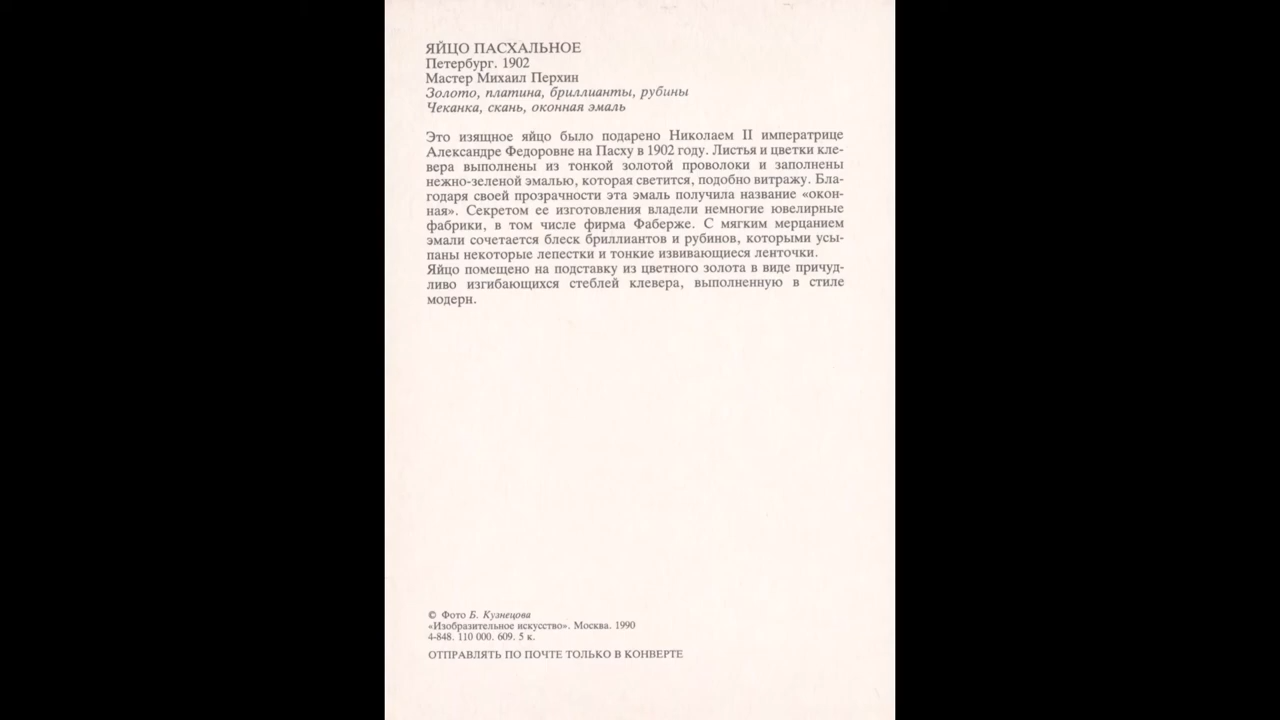 ЯЙЦО ПАСХАЛЬНОЕ
Петербург. 1902
Мастер Михаил Перхин
Золото, платина, бриллианты, рубины
Чеканка, скань, оконная эмаль
Это изящное яйцо было подарено Николаем II императрице
Александре Федоровне на Пасху в 1902 году. Листья и цветки кле-
вера выполнены из тонкой золотой проволоки и заполнены
нежно-зеленой эмалью, которая светится, подобно витражу. Бла-
годаря своей прозрачности эта эмаль получила название «окон-
ная». Секретом ее изготовления владели немногие ювелирные
фабрики, в том числе фирма Фаберже. С мягким мерцанием
эмали сочетается блеск бриллиантов и рубинов, которыми усы-
паны некоторые лепестки и тонкие извивающиеся ленточки.
Яйцо помещено на подставку из цветного золота в виде причуд-
ливо изгибающихся стеблей клевера, выполненную в стиле
модерн.
© Фото Б. Кузнецова
«Изобразительное искусство». Москва. 1990
4-848. 110 000. 609. 5 к.
ОТПРАВЛЯТЬ ПО ПОЧТЕ ТОЛЬКО В КОНВЕРТЕ